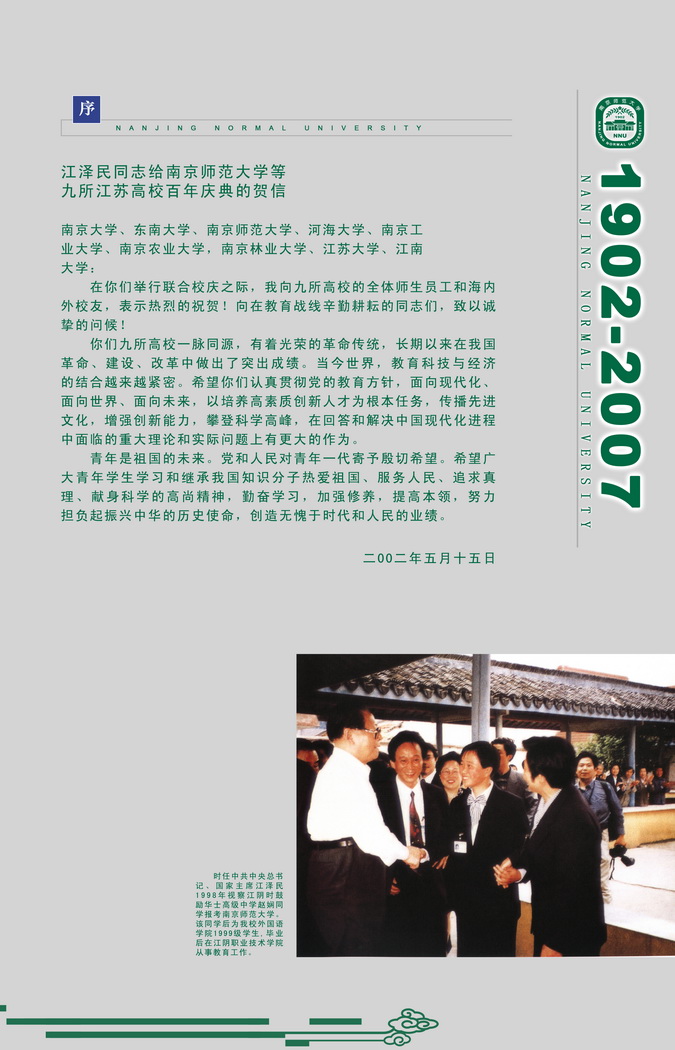 序
NANJING NORMAL UNIVERSITY
江泽民同志给南京师范大学等
九所江苏高校百年庆典的贺信
南京大学、东南大学、南京师范大学、河海大学、南京工
业大学、南京农业大学，南京林业大学、江苏大学、江南
大学：
在你们举行联合校庆之际，我向九所高校的全体师生员工和海内
外校友，表示热烈的祝贺！向在教育战线辛勤耕耘的同志们，致以诚
挚的问候！
你们九所高校一脉同源，有着光荣的革命传统，长期以来在我国
革命、建设、改革中做出了突出成绩。当今世界，教育科技与经济
的结合越来越紧密。希望你们认真贯彻党的教育方针，面向现代化、
面向世界、面向未来，以培养高素质创新人才为根本任务，传播先进
文化，增强创新能力，攀登科学高峰，在回答和解决中国现代化进程
中面临的重大理论和实际问题上有更大的作为。
青年是祖国的未来。党和人民对青年一代寄予殷切希望。希望广
大青年学生学习和继承我国知识分子热爱祖国、服务人民、追求真
理、献身科学的高尚精神，勤奋学习，加强修养，提高本领，努力
担负起振兴中华的历史使命，创造无愧于时代和人民的业绩。
二00二年五月十五日
南京师范大学
1902
NNU
NANJING NORMAL UNIVERSITY
1902-2007
NANJING NORMAL UNIVERSITY
时任中共中央总书
记、国家主席江泽民
1998年视察江阴时鼓
励华士高级中学赵娴同
学报考南京师范大学。
该同学后为我校外国语
学院1999级学生，毕业
后在江阴职业技术学院
从事教育工作。